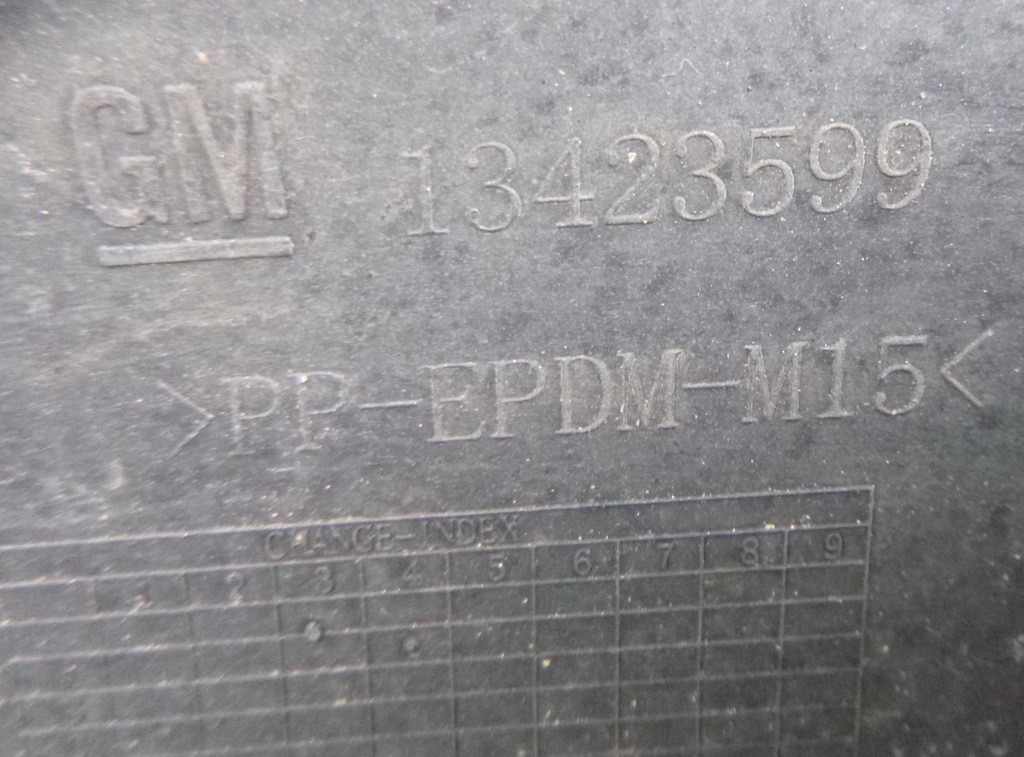 GM 13423599
>PP-EPDM-M15<
CHANGE-INDEX
1 2 3 4 5 6 7 8 9